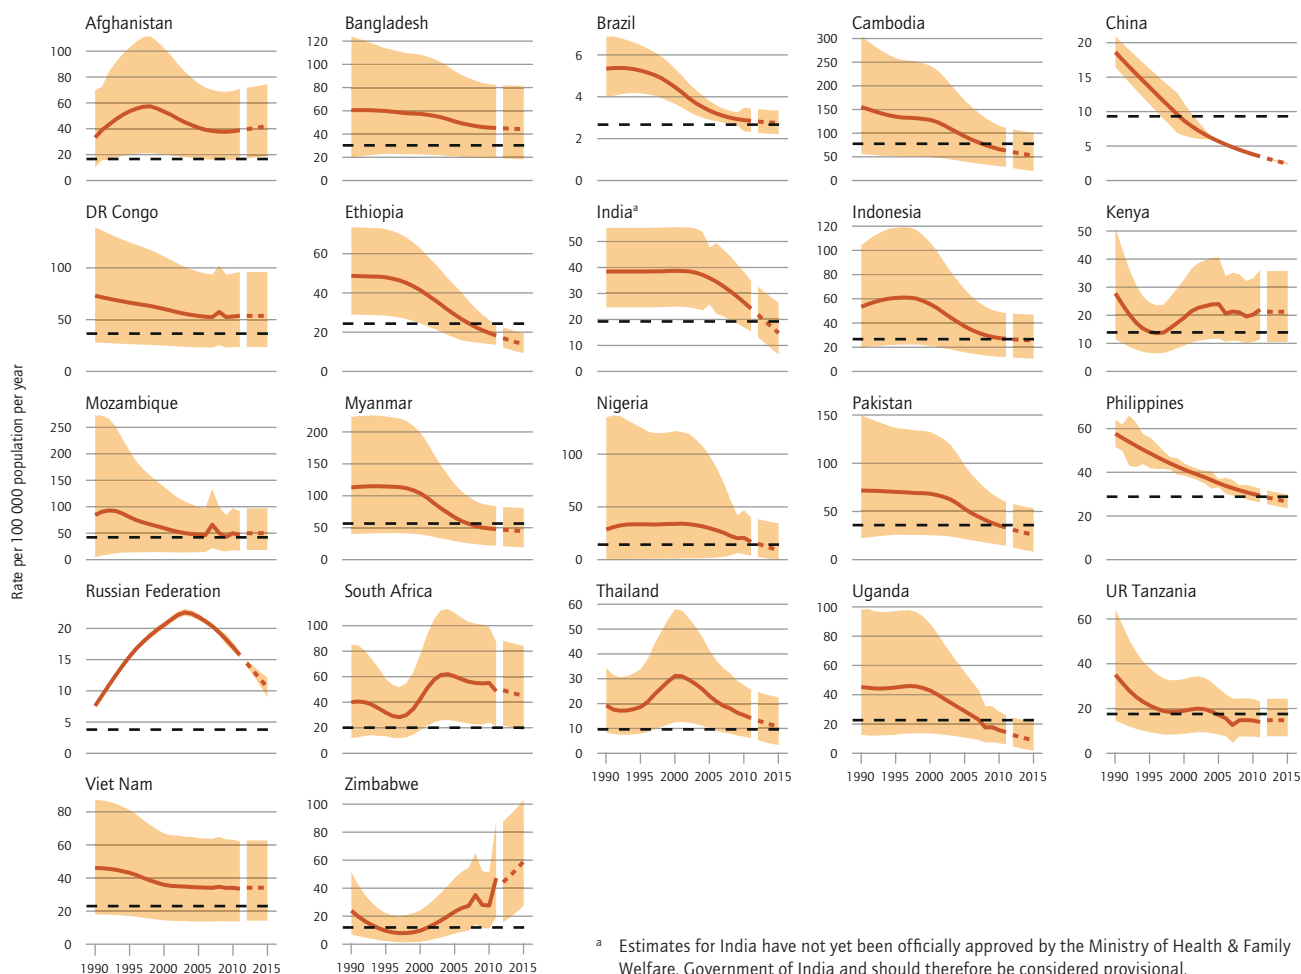 Rate per 100 000 population per year
Afghanistan Bangladesh Brazil Cambodia China
100 80 60 40 20 0
120 100 80 60 40 20 0
6 4 2 0
300 250 200 150 100 50 0
20 15 10 5 0
DR Congo Ethiopia Indiaᵃ Indonesia Kenya
100 50 0
60 40 20 0
50 40 30 20 10 0
120 100 80 60 40 20 0
50 40 30 20 10 0
Mozambique Myanmar Nigeria Pakistan Philippines
250 200 150 100 50 0
200 150 100 50 0
100 50 0
150 100 50 0
60 40 20 0
Russian Federation South Africa Thailand Uganda UR Tanzania
20 15 10 5 0
100 80 60 40 20 0
60 50 40 30 20 10 0
100 80 60 40 20 0
60 40 20 0
1990 1995 2000 2005 2010 2015
1990 1995 2000 2005 2010 2015
1990 1995 2000 2005 2010 2015
Viet Nam Zimbabwe
80 60 40 20 0
100 80 60 40 20 0
1990 1995 2000 2005 2010 2015
1990 1995 2000 2005 2010 2015
ᵃ Estimates for India have not yet been officially approved by the Ministry of Health & Family
Welfare, Government of India and should therefore be considered provisional.